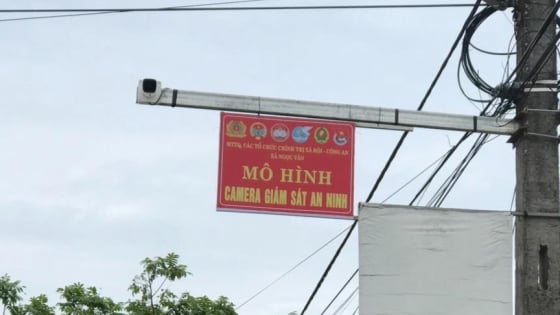 MTTQ, CÁC TỔ CHỨC CHÍNH TRỊ XÃ HỘI - CÔNG AN
XÃ NGỌC VÂN
MÔ HÌNH
CAMERA GIÁM SÁT AN NINH